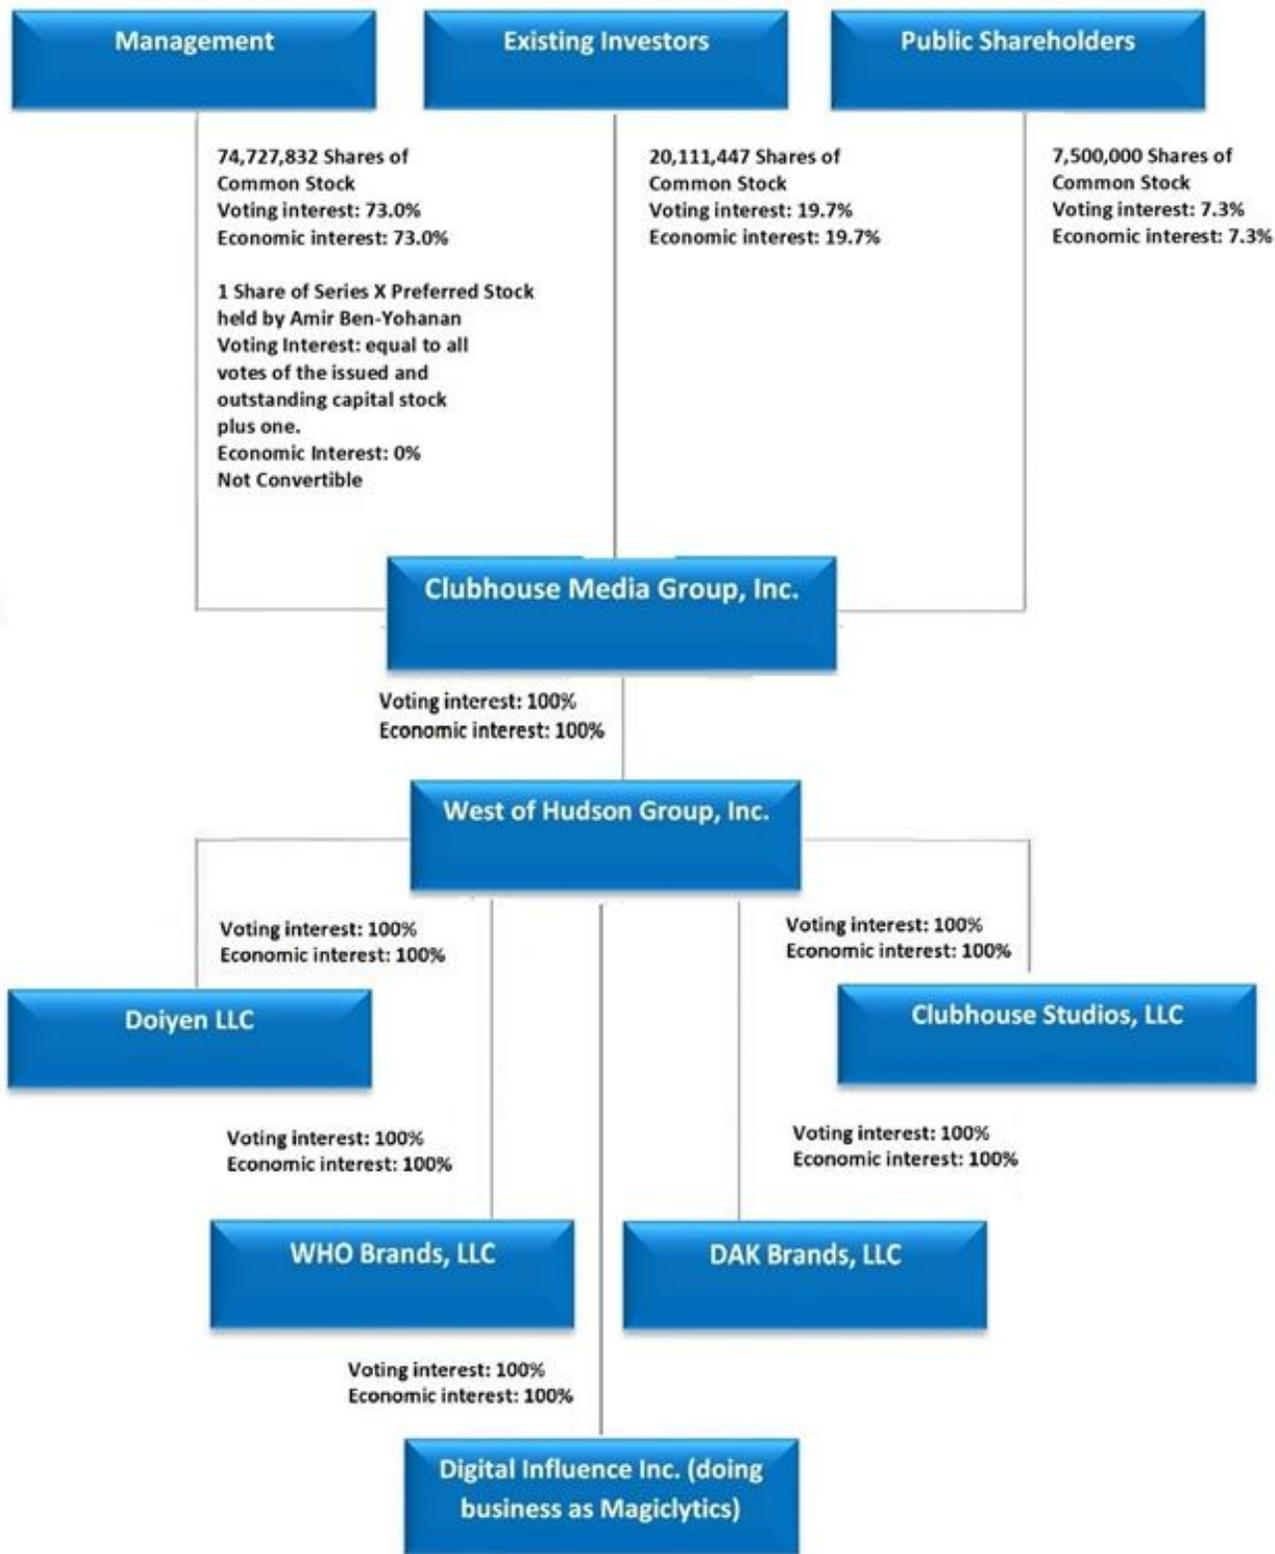 Management
Existing Investors
Public Shareholders
74,727,832 Shares of
Common Stock
Voting interest: 73.0%
Economic interest: 73.0%
1 Share of Series X Preferred Stock
held by Amir Ben-Yohanan
Voting Interest: equal to all
votes of the issued and
outstanding capital stock
plus one.
Economic Interest: 0%
Not Convertible
20,111,447 Shares of
Common Stock
Voting interest: 19.7%
Economic interest: 19.7%
7,500,000 Shares of
Common Stock
Voting interest: 7.3%
Economic interest: 7.3%
Clubhouse Media Group, Inc.
Voting interest: 100%
Economic interest: 100%
West of Hudson Group, Inc.
Voting interest: 100%
Economic interest: 100%
Doiyen LLC
Voting interest: 100%
Economic interest: 100%
Clubhouse Studios, LLC
Voting interest: 100%
Economic interest: 100%
WHO Brands, LLC
Voting interest: 100%
Economic interest: 100%
DAK Brands, LLC
Voting interest: 100%
Economic interest: 100%
Digital Influence Inc. (doing
business as Magiclytics)